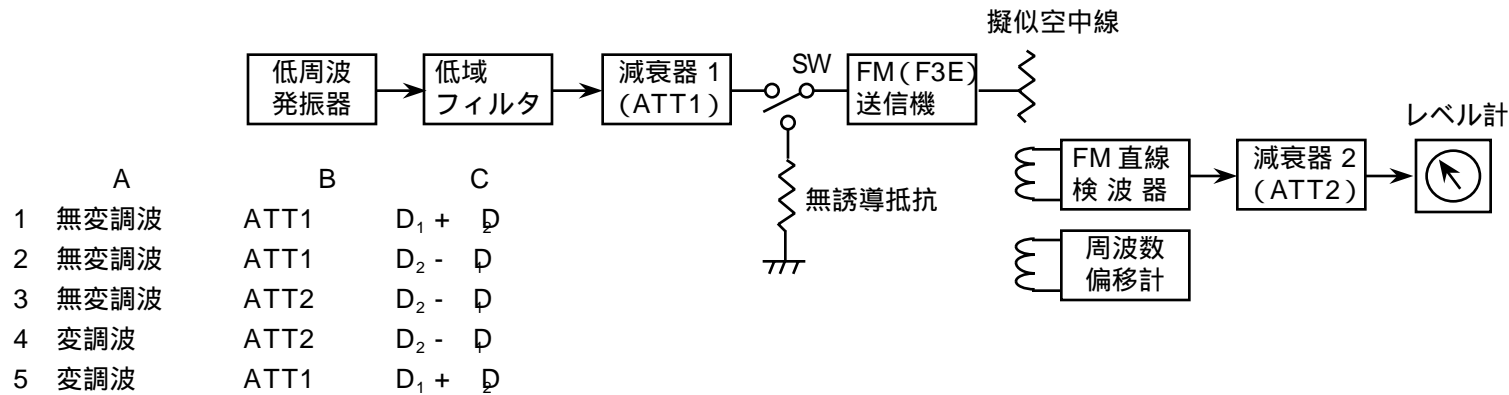 擬似空中線
低周波
発振器
低域
フィルタ
減衰器 1
(ATT1)
SW
FM(F3E)
送信機
無誘導抵抗
FM 直線
検 波 器
減衰器 2
(ATT2)
レベル計
周波数
偏移計
A B C
1 無変調波 ATT1 D₁ + D₂
2 無変調波 ATT1 D₂ - D₁
3 無変調波 ATT2 D₂ - D₁
4 変調波 ATT2 D₂ - D₁
5 変調波 ATT1 D₁ + D₂